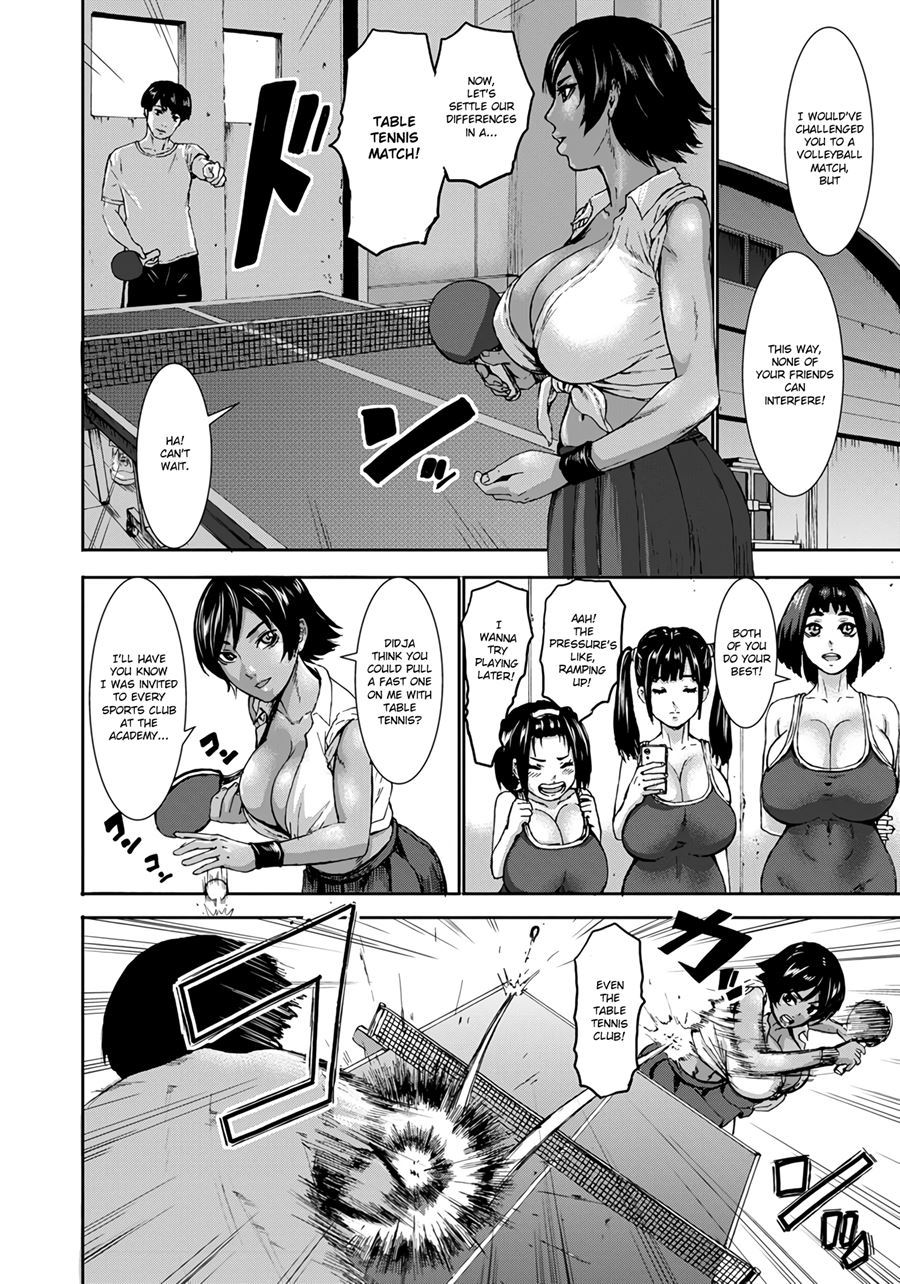 I WOULD'VE
CHALLENGED
YOU TO A
VOLLEYBALL
MATCH,
BUT
THIS WAY,
NONE OF
YOUR FRIENDS
CAN
INTERFERE!
NOW,
LET'S
SETTLE OUR
DIFFERENCES
IN A...
TABLE
TENNIS
MATCH!
ドン
HA!
CAN'T
WAIT.
BOTH
OF YOU
DO YOUR
BEST!
AAH!
THE
PRESSURE'S
LIKE,
RAMPING
UP!
I
WANNA
TRY
PLAYING
LATER!
DIDJA
THINK YOU
COULD PULL
A FAST ONE
ON ME WITH
TABLE
TENNIS?
I'LL HAVE
YOU KNOW
I WAS INVITED
TO EVERY
SPORTS CLUB
AT THE
ACADEMY...
クン
クン
カ
EVEN
THE
TABLE
TENNIS
CLUB!